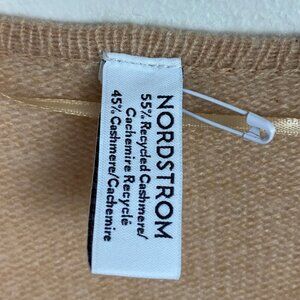 NORDSTROM
55% Recycled Cashmere/
Cachemire Recyclé
45% Cashmere/Cachemire